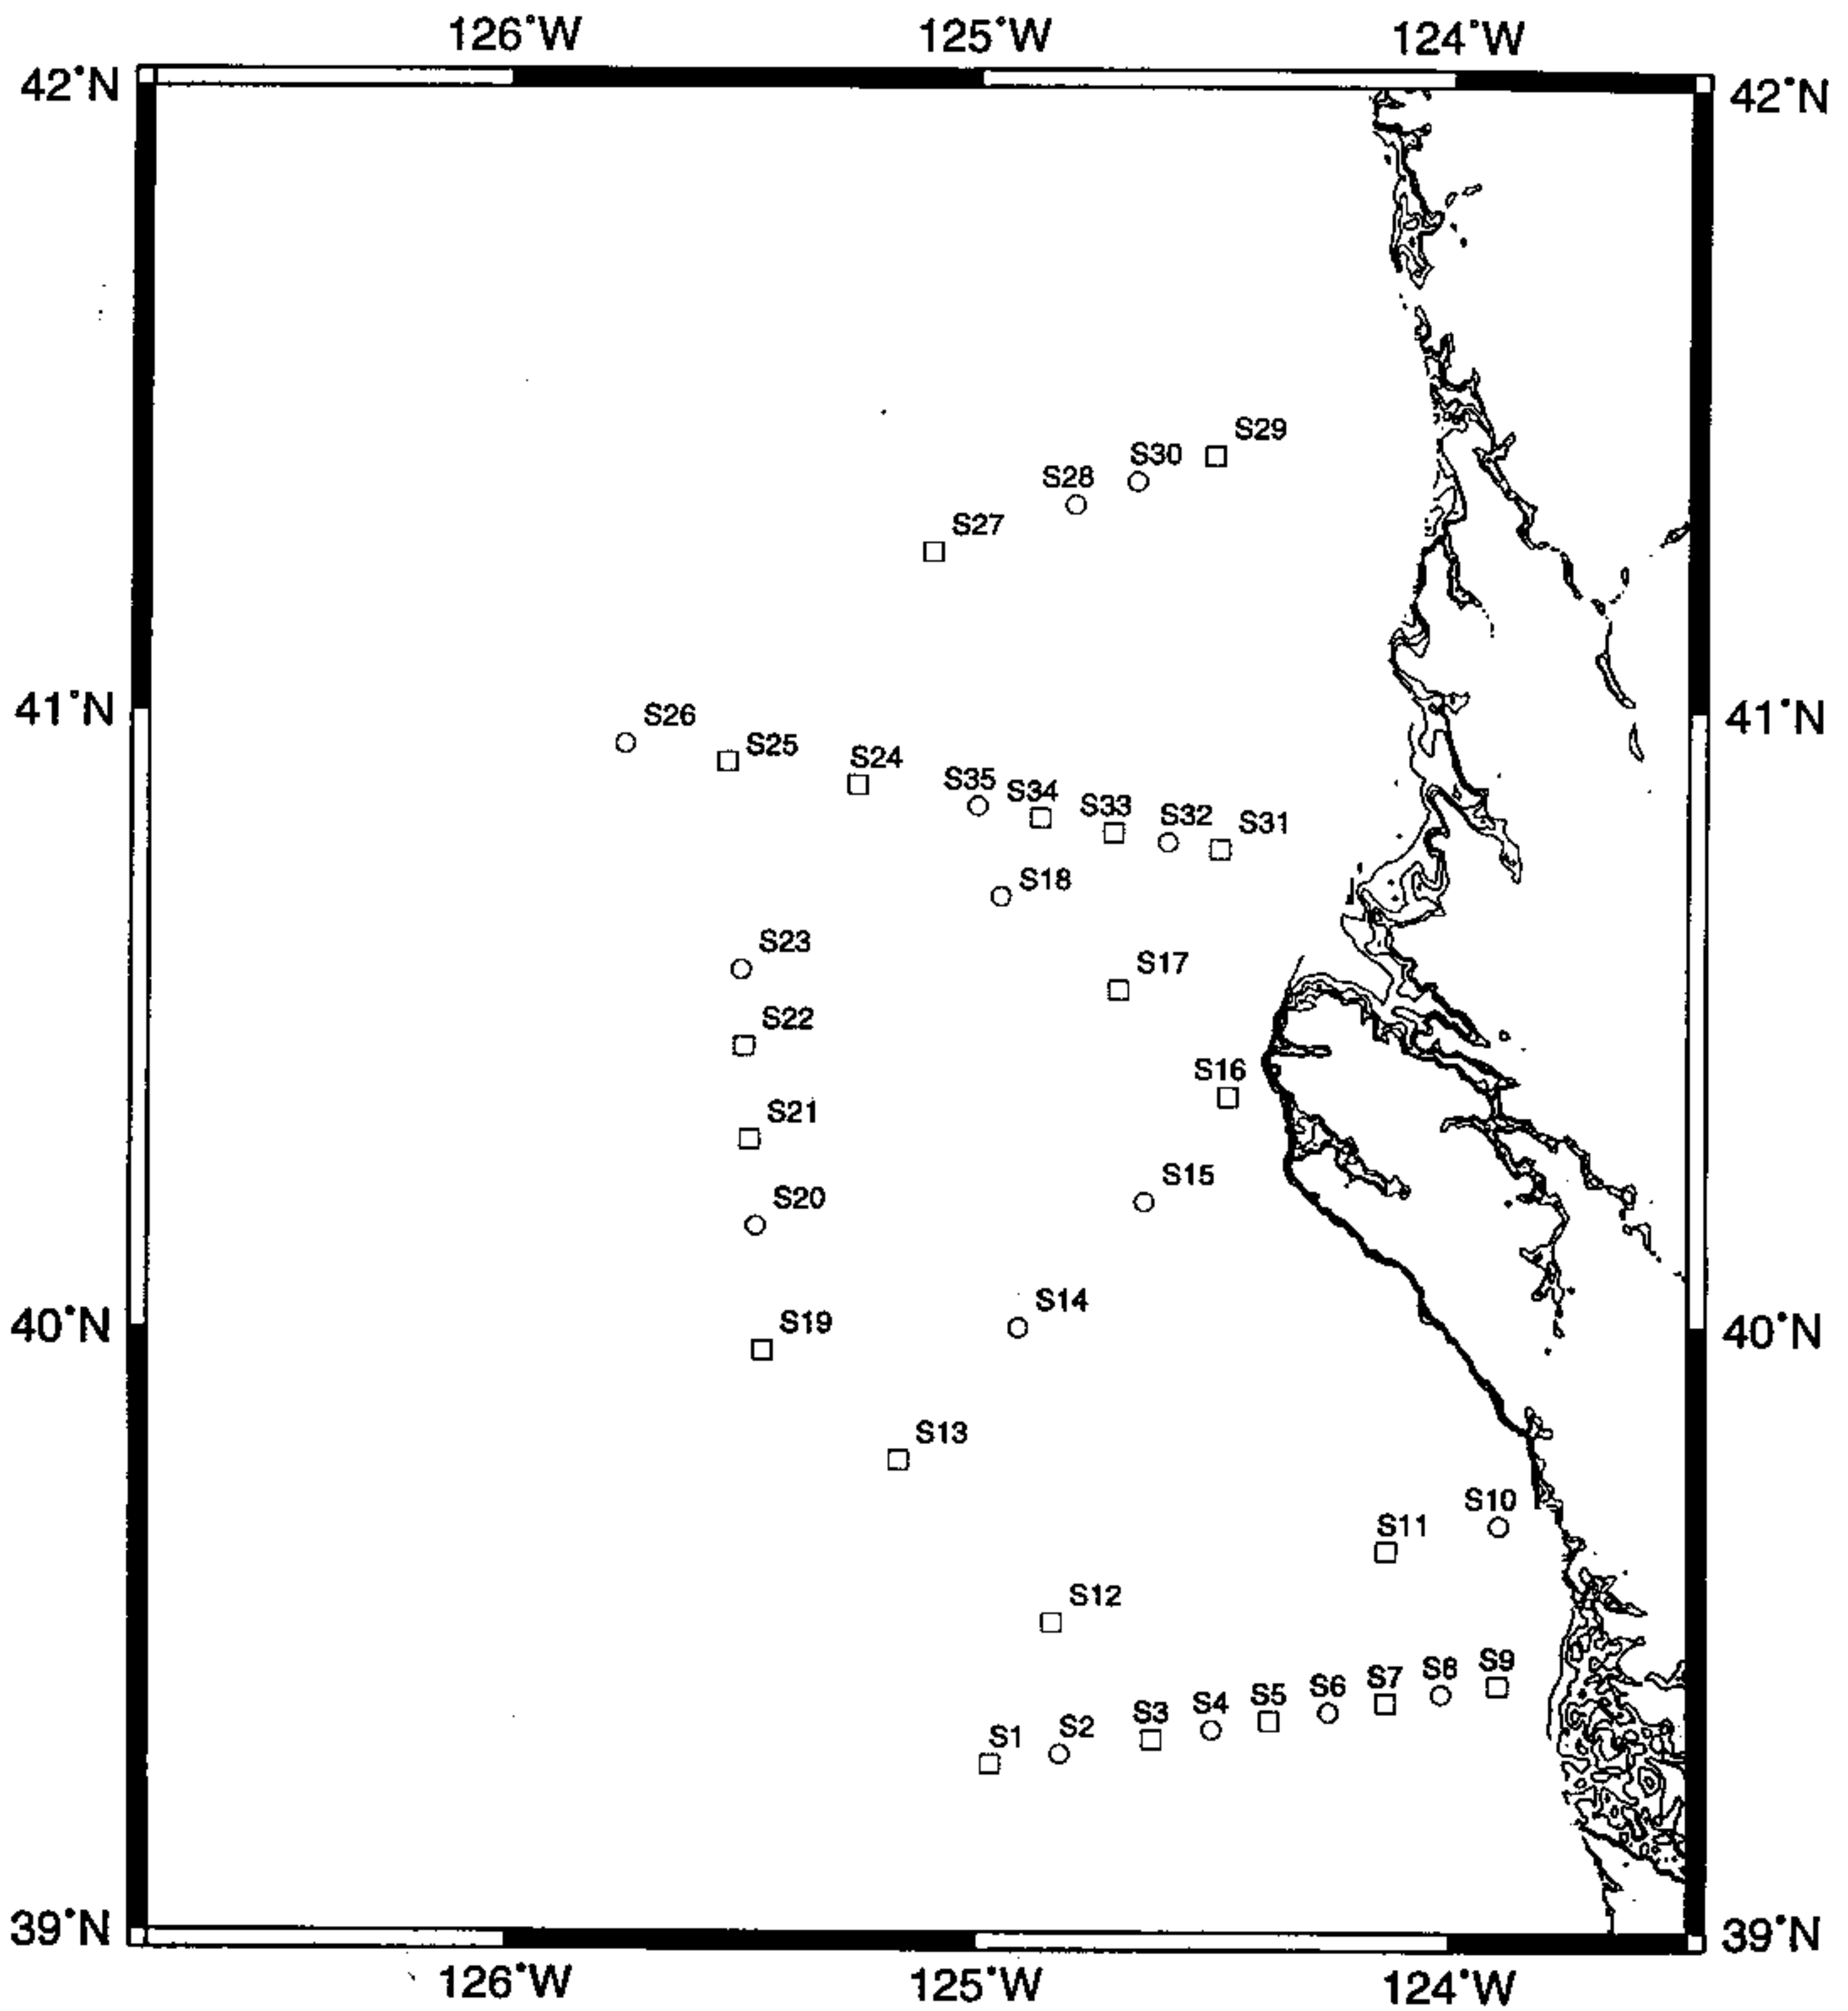 126°W 125°W 124°W
42°N 42°N
S29
S30
S28
S27
41°N 41°N
S26
S25
S24
S35
S34
S33
S32
S31
S18
S23
S17
S22
S16
S21
S15
S20
S14
40°N 40°N
S19
S13
S10
S11
S12
S9
S8
S7
S6
S5
S4
S3
S2
S1
39°N 39°N
126°W 125°W 124°W